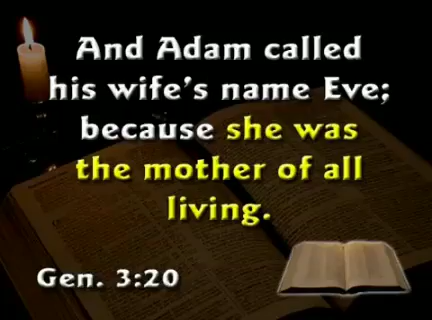 And Adam called
his wife's name Eve;
because she was
the mother of all
living.
Gen. 3:20